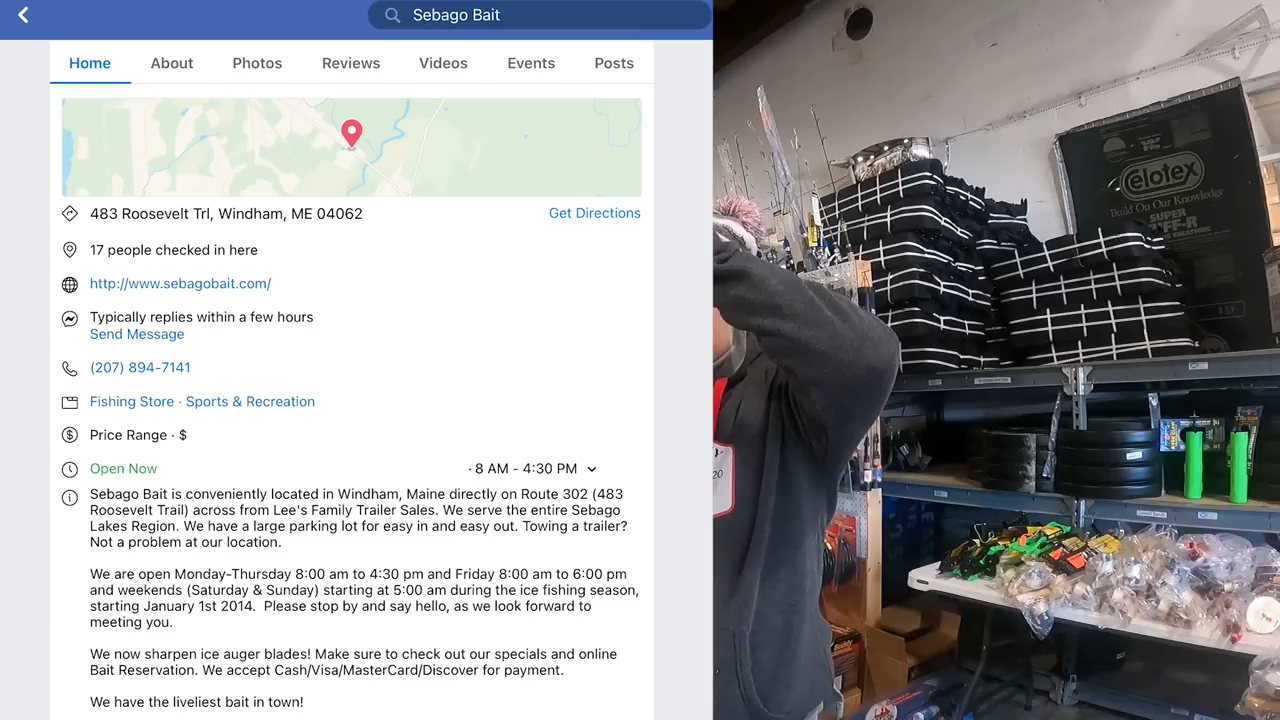 Sebago Bait
Home
About
Photos
Reviews
Videos
Events
Posts
483 Roosevelt Trl, Windham, ME 04062
Get Directions
17 people checked in here
http://www.sebagobait.com/
Typically replies within a few hours
Send Message
(207) 894-7141
Fishing Store · Sports & Recreation
Price Range · $
Open Now
· 8 AM - 4:30 PM
Sebago Bait is conveniently located in Windham, Maine directly on Route 302 (483
Roosevelt Trail) across from Lee's Family Trailer Sales. We serve the entire Sebago
Lakes Region. We have a large parking lot for easy in and easy out. Towing a trailer?
Not a problem at our location.
We are open Monday-Thursday 8:00 am to 4:30 pm and Friday 8:00 am to 6:00 pm
and weekends (Saturday & Sunday) starting at 5:00 am during the ice fishing season,
starting January 1st 2014. Please stop by and say hello, as we look forward to
meeting you.
We now sharpen ice auger blades! Make sure to check out our specials and online
Bait Reservation. We accept Cash/Visa/MasterCard/Discover for payment.
We have the liveliest bait in town!
elotex
Build On Our Knowledge
SUPER
20